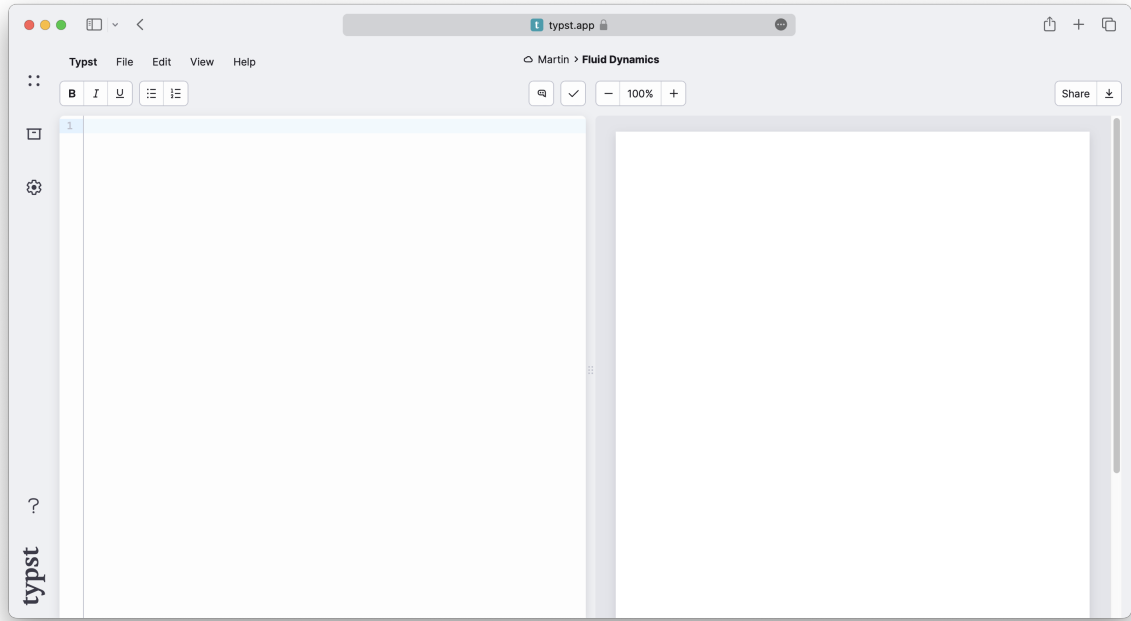 t typst.app
Typst File Edit View Help
Martin > Fluid Dynamics
B I U
100%
Share
1
?
typst